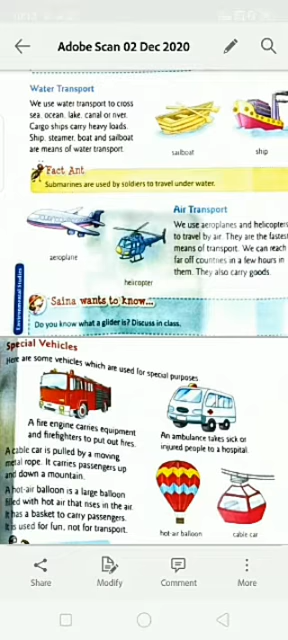 Adobe Scan 02 Dec 2020
Water Transport
We use water transport to cross
sea, ocean, lake, canal or river.
Cargo ships carry heavy loads.
Ship, steamer, boat and sailboat
are means of water transport.
sailboat
ship
Fact Ant
Submarines are used by soldiers to travel under water.
Air Transport
We use aeroplanes and helicopters
to travel by air. They are the fastest
means of transport. We can reach
far off countries in a few hours in
them. They also carry goods.
aeroplane
helicopter
Environmental Studies
Saina wants to know...
Do you know what a glider is? Discuss in class.
Special Vehicles
Here are some vehicles which are used for special purposes
A fire engine carries equipment
and firefighters to put out fires.
An ambulance takes sick or
injured people to a hospital.
A cable car is pulled by a moving
metal rope. It carries passengers up
and down a mountain.
A hot-air balloon is a large balloon
filled with hot air that rises in the air.
It has a basket to carry passengers.
It is used for fun, not for transport.
hot-air balloon
cable car
Share
Modify
Comment
More